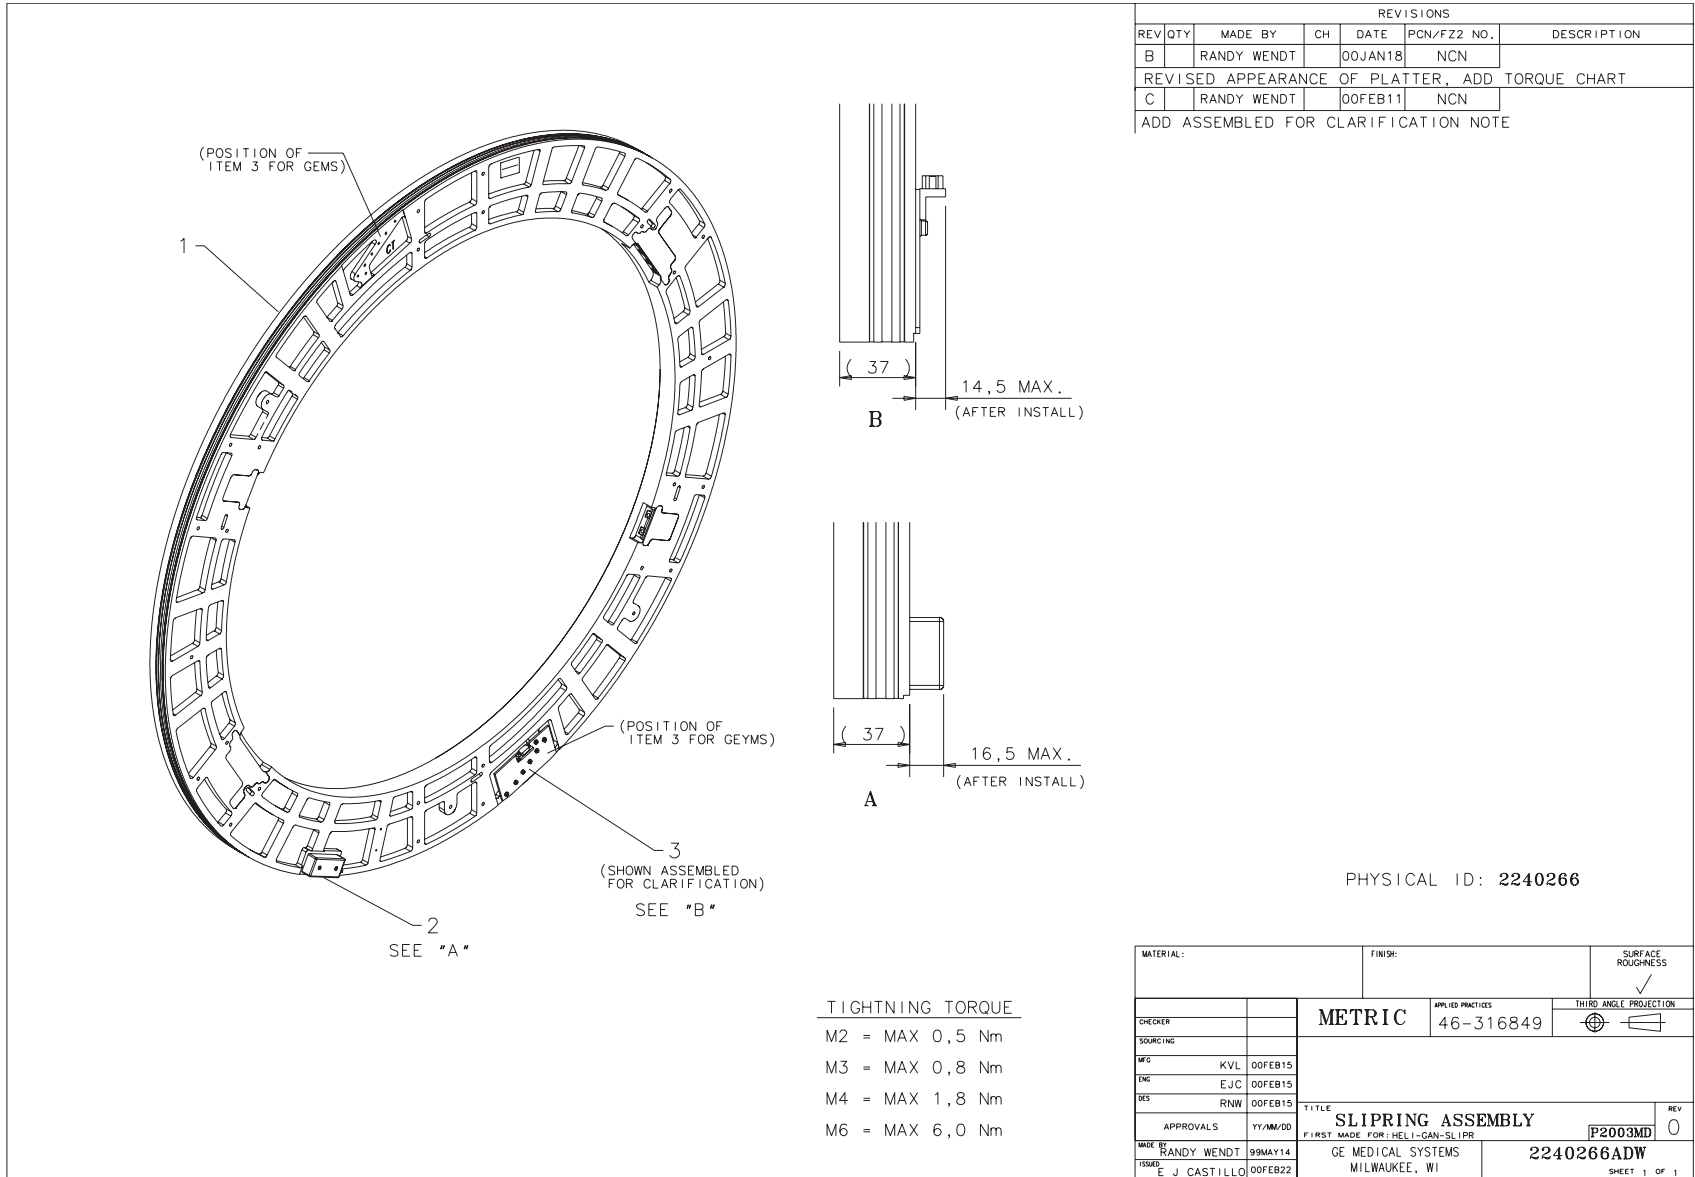 REVISIONS
REV QTY MADE BY CH DATE PCN/FZ2 NO. DESCRIPTION
B RANDY WENDT 00JAN18 NCN
REVISED APPEARANCE OF PLATTER, ADD TORQUE CHART
C RANDY WENDT 00FEB11 NCN
ADD ASSEMBLED FOR CLARIFICATION NOTE
(POSITION OF
ITEM 3 FOR GEMS)
1
CT
( 37 )
14,5 MAX.
(AFTER INSTALL)
B
( 37 )
16,5 MAX.
(AFTER INSTALL)
A
(POSITION OF
ITEM 3 FOR GEYMS)
3
(SHOWN ASSEMBLED
FOR CLARIFICATION)
SEE "B"
2
SEE "A"
PHYSICAL ID: 2240266
TIGHTNING TORQUE
M2 = MAX 0,5 Nm
M3 = MAX 0,8 Nm
M4 = MAX 1,8 Nm
M6 = MAX 6,0 Nm
MATERIAL: FINISH: SURFACE
ROUGHNESS
METRIC APPLIED PRACTICES THIRD ANGLE PROJECTION
46-316849
CHECKER
SOURCING
MFG KVL 00FEB15
ENG EJC 00FEB15
DES RNW 00FEB15
APPROVALS YY/MM/DD
TITLE SLIPRING ASSEMBLY REV
FIRST MADE FOR: HELI-GAN-SLIPR P2003MD 0
MADE BY RANDY WENDT 99MAY14
ISSUED E J CASTILLO 00FEB22
GE MEDICAL SYSTEMS
MILWAUKEE, WI
2240266ADW
SHEET 1 OF 1